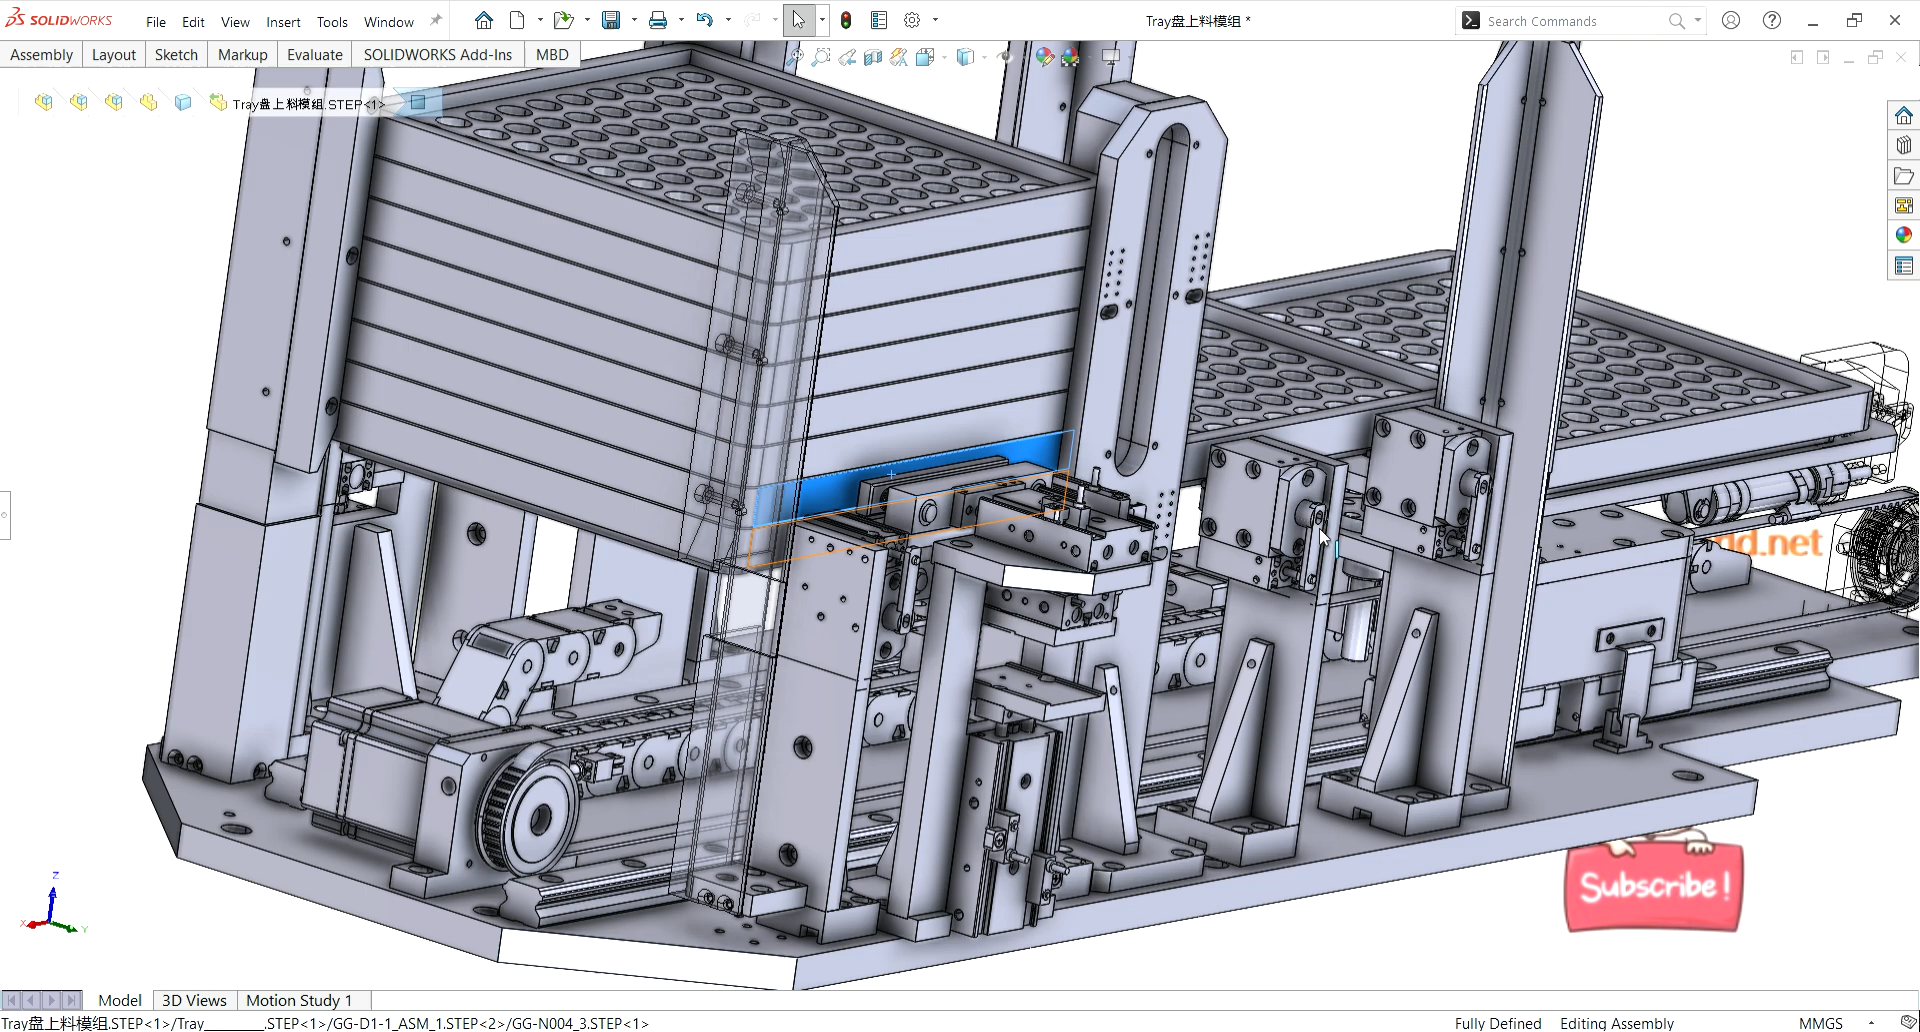 SOLIDWORKS File Edit View Insert Tools Window Tray盘上料模组 * Search Commands
Assembly Layout Sketch Markup Evaluate SOLIDWORKS Add-Ins MBD
Tray盘上料模组.STEP<1>
d.net
Subscribe!
Z
X
Y
Model 3D Views Motion Study 1
Tray盘上料模组.STEP<1>/Tray________.STEP<1>/GG-D1-1_ASM_1.STEP<2>/GG-N004_3.STEP<1> Fully Defined Editing Assembly MMGS